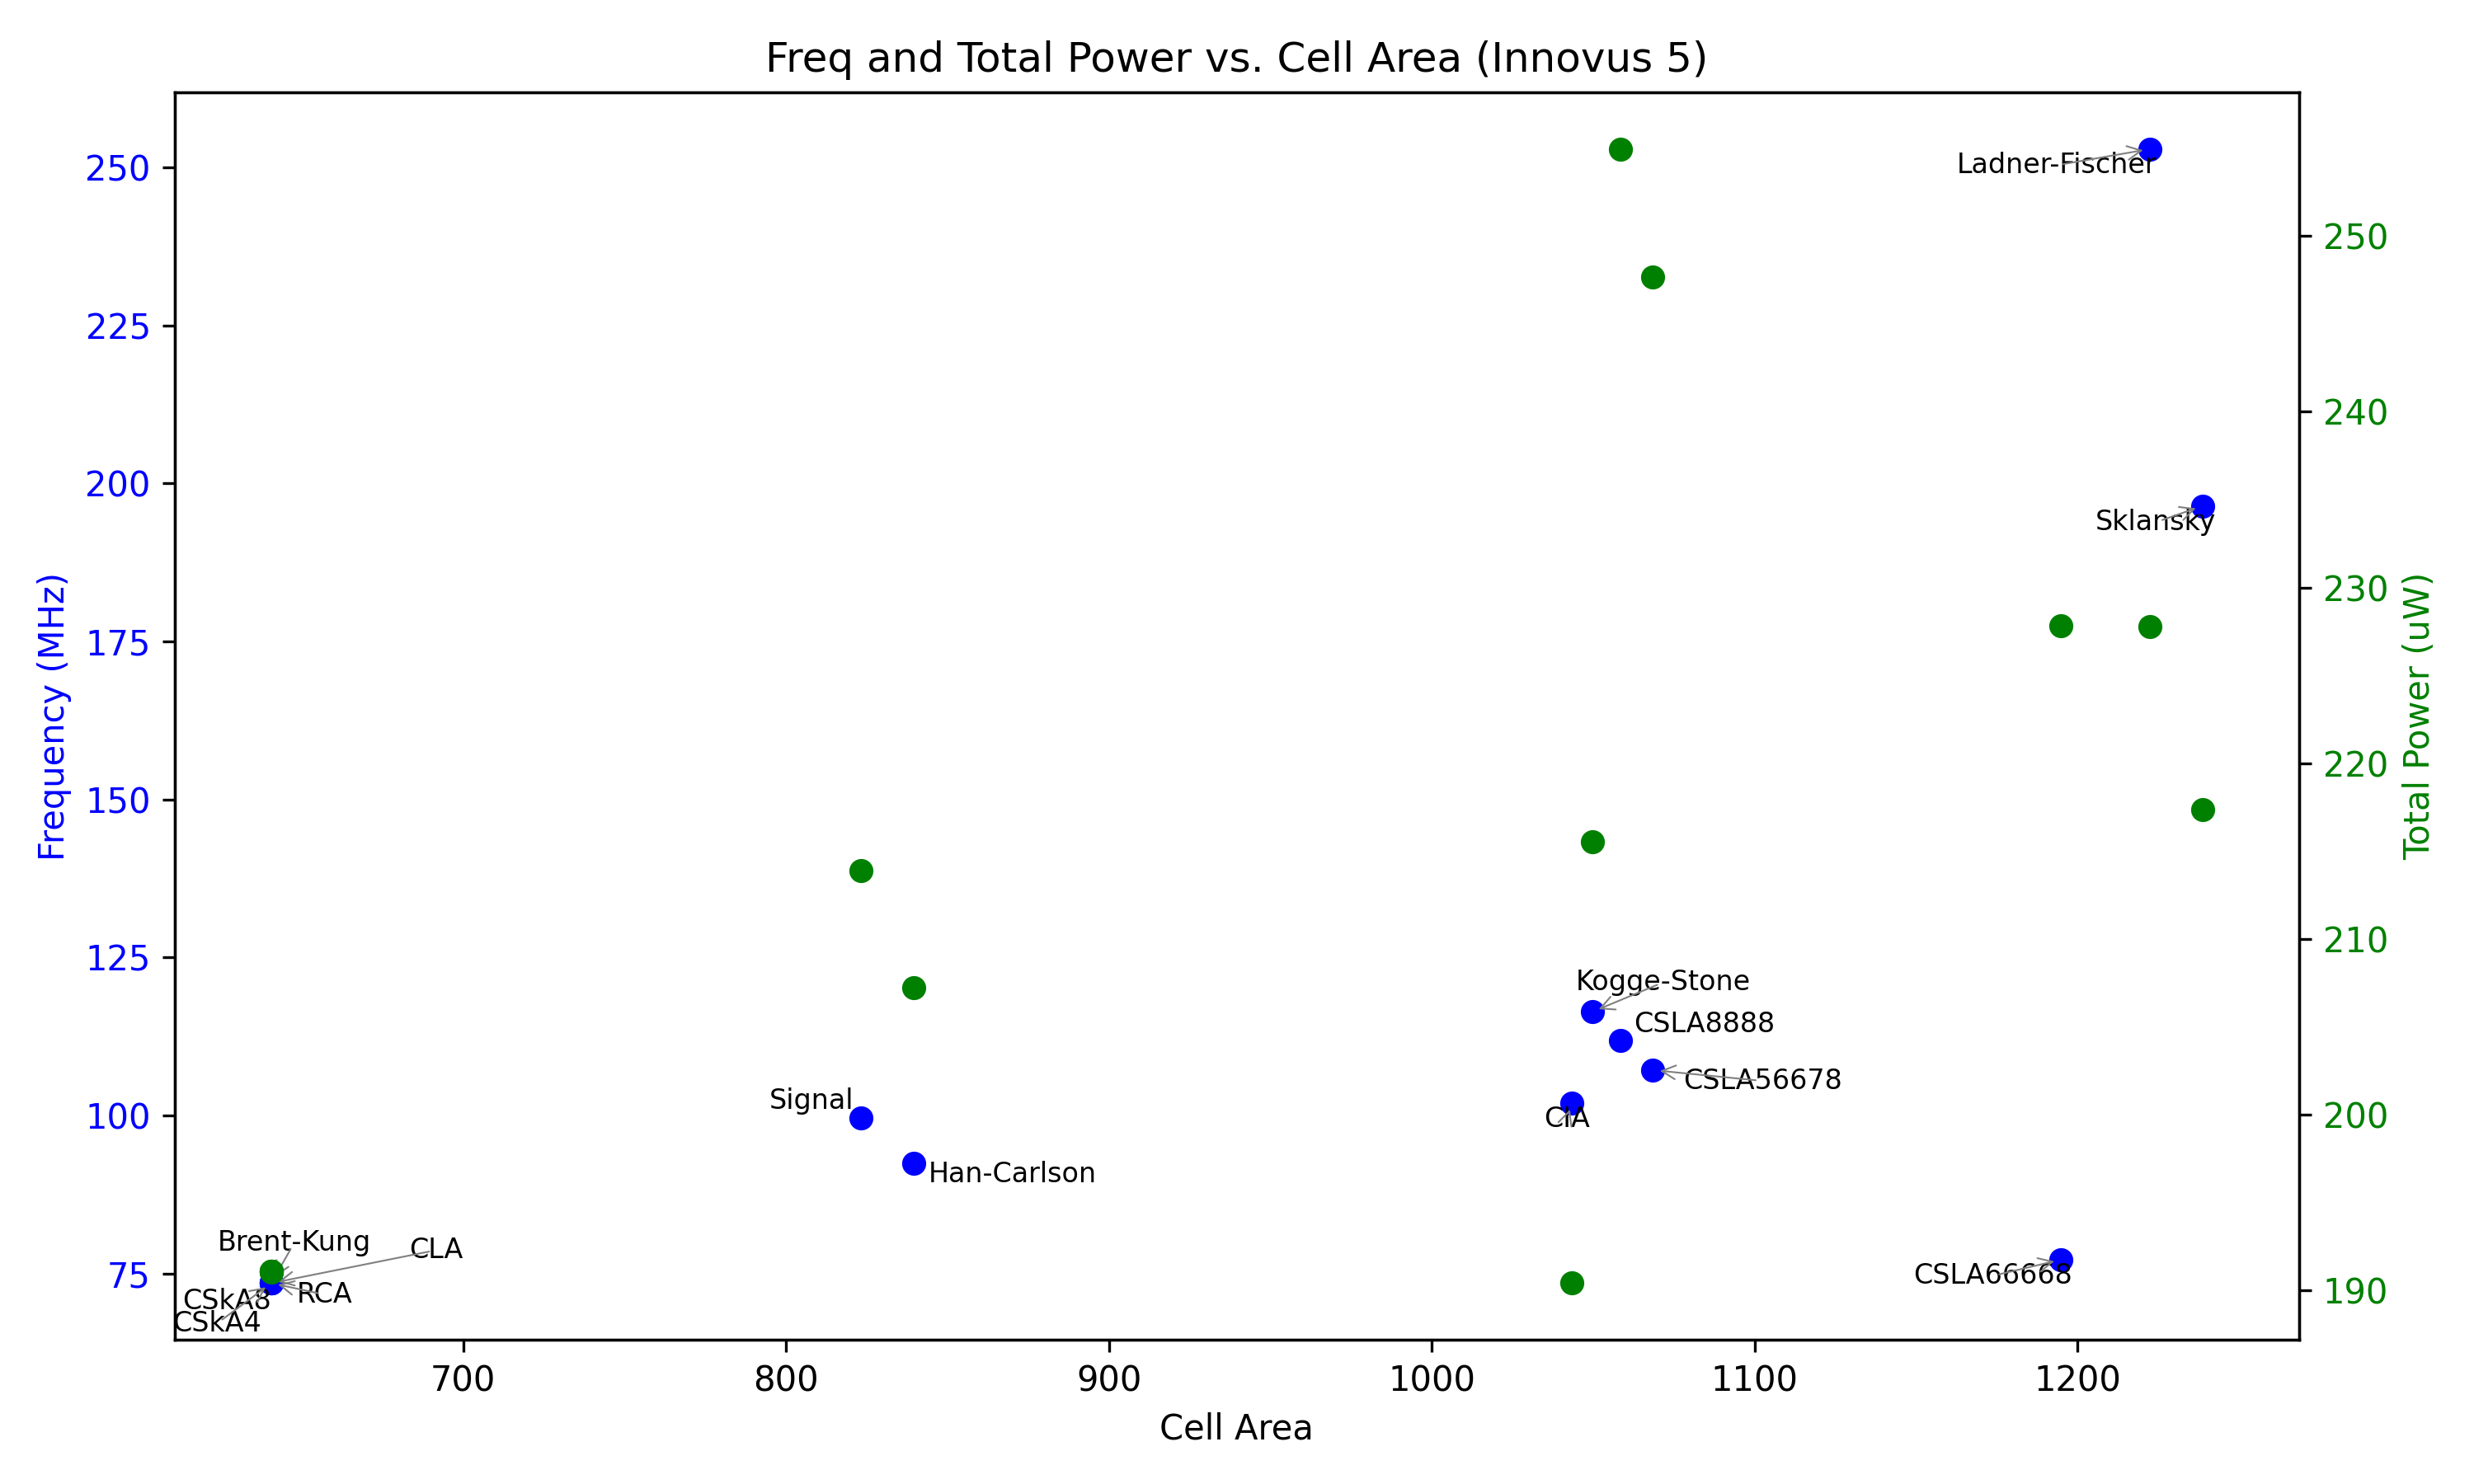 Freq and Total Power vs. Cell Area (Innovus 5)
250
225
200
175
150
125
100
75
Frequency (MHz)
Ladner-Fischer
Sklansky
Kogge-Stone
CSLA8888
CSLA56678
CIA
Signal
Han-Carlson
Brent-Kung
CLA
CSkA8
RCA
CSkA4
CSLA66668
250
240
230
220
210
200
190
Total Power (uW)
700
800
900
1000
1100
1200
Cell Area